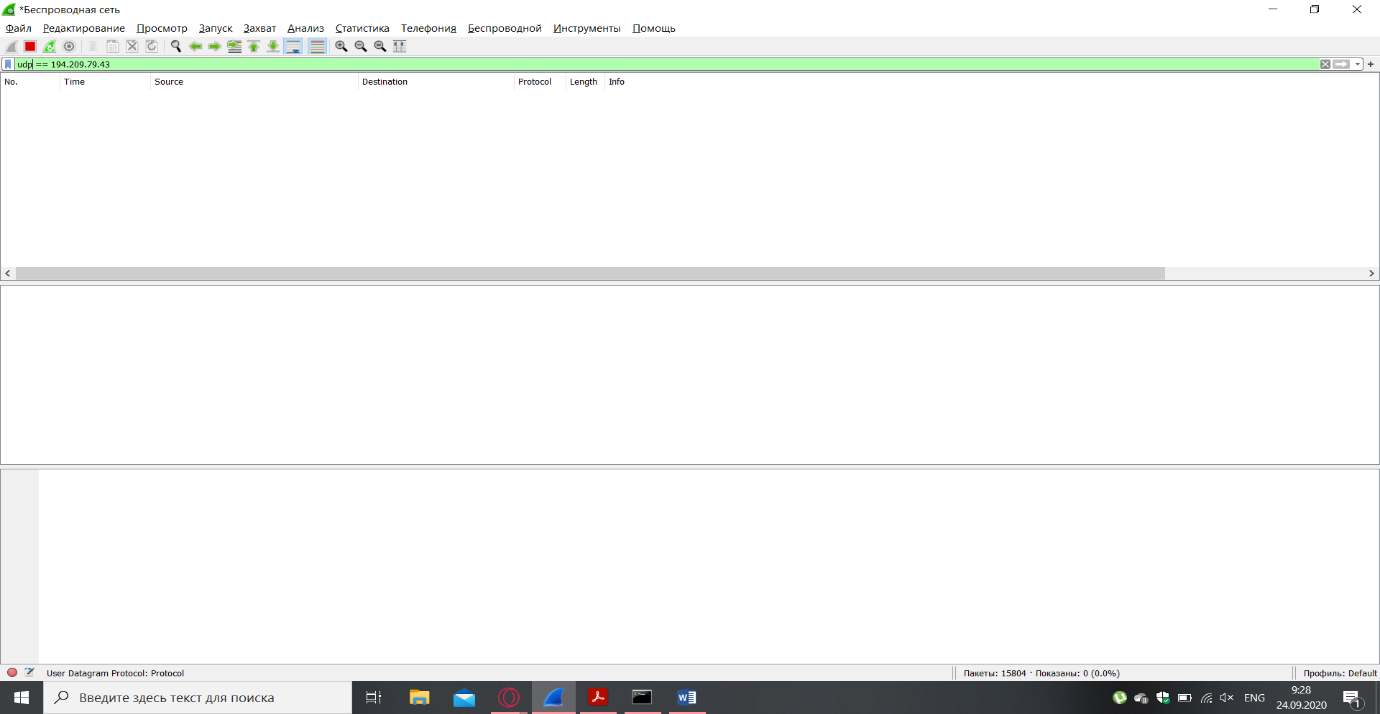 *Беспроводная сеть
Файл Редактирование Просмотр Запуск Захват Анализ Статистика Телефония Беспроводной Инструменты Помощь
udp == 194.209.79.43
No. Time Source Destination Protocol Length Info
User Datagram Protocol: Protocol Пакеты: 15804 · Показаны: 0 (0.0%) Профиль: Default
Введите здесь текст для поиска
ENG
9:28
24.09.2020
1